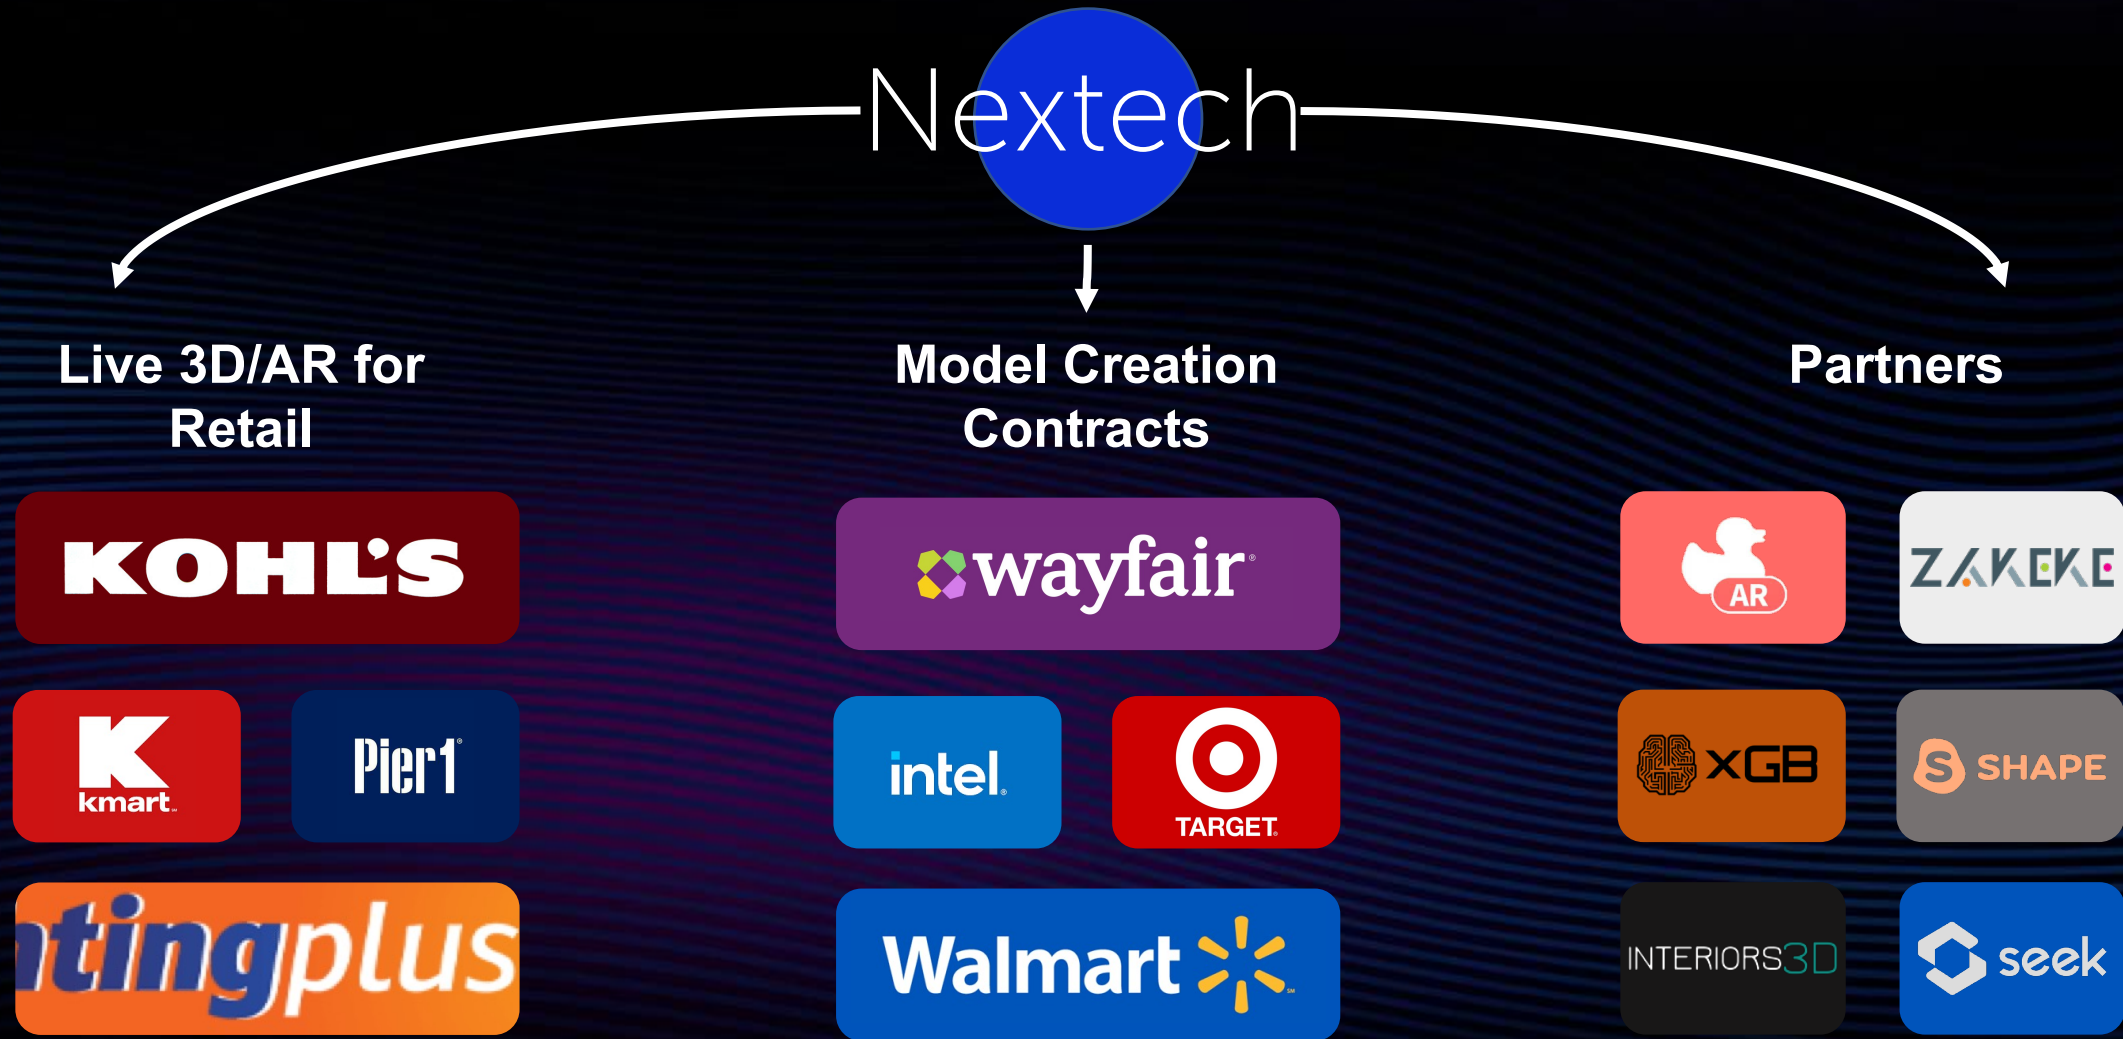 Nextech
Live 3D/AR for
Retail
KOHL'S
kmart
Pier1
tingplus
Model Creation
Contracts
wayfair
intel
TARGET
Walmart
Partners
AR
ZAKEKE
xGB
S SHAPE
INTERIORS3D
seek